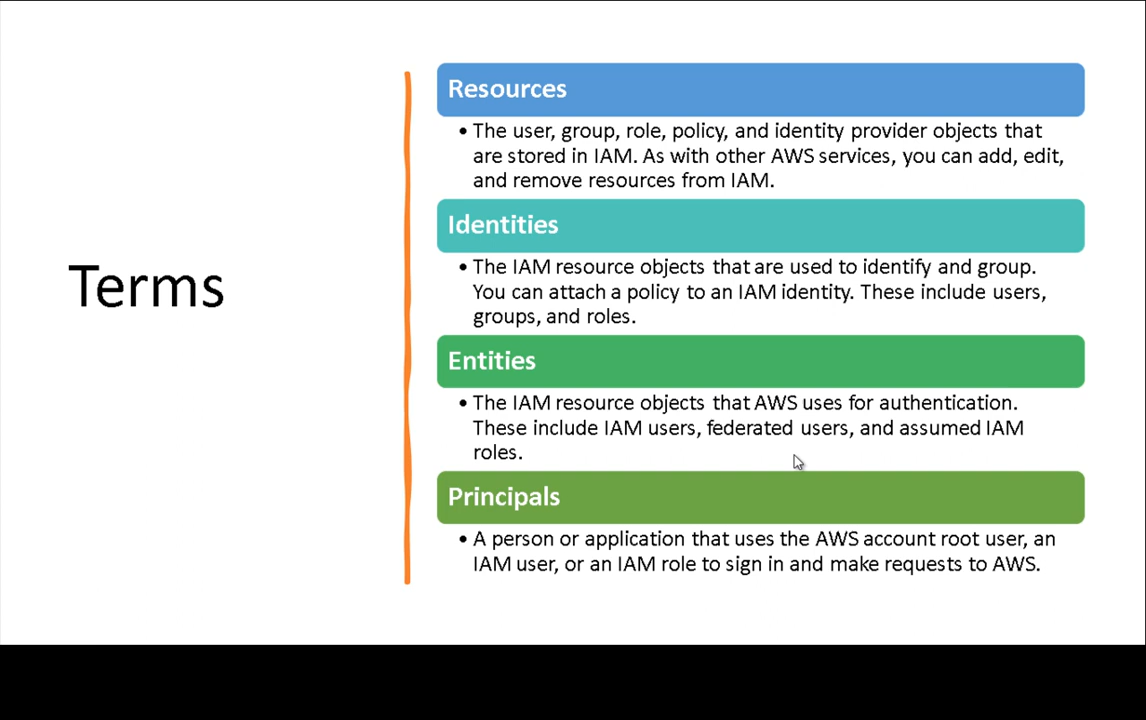 Terms
Resources
• The user, group, role, policy, and identity provider objects that
are stored in IAM. As with other AWS services, you can add, edit,
and remove resources from IAM.
Identities
• The IAM resource objects that are used to identify and group.
You can attach a policy to an IAM identity. These include users,
groups, and roles.
Entities
• The IAM resource objects that AWS uses for authentication.
These include IAM users, federated users, and assumed IAM
roles.
Principals
• A person or application that uses the AWS account root user, an
IAM user, or an IAM role to sign in and make requests to AWS.